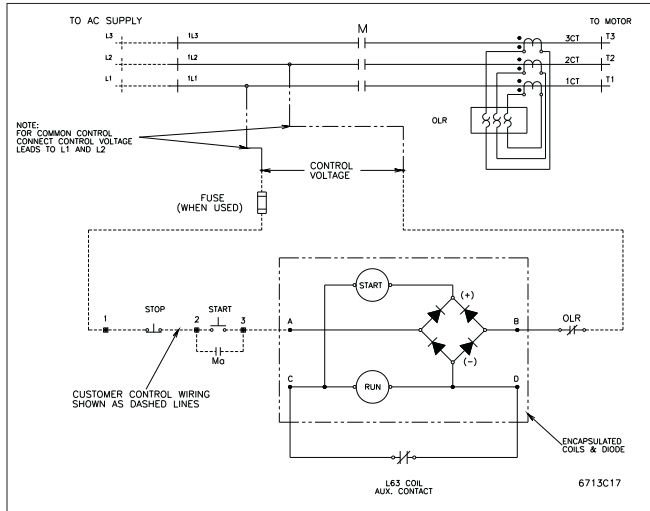 TO AC SUPPLY
M
TO MOTOR
L3
1L3
3CT
T3
L2
1L2
2CT
T2
L1
1L1
1CT
T1
OLR
NOTE:
FOR COMMON CONTROL
CONNECT CONTROL VOLTAGE
LEADS TO L1 AND L2
CONTROL
VOLTAGE
FUSE
(WHEN USED)
START
(+)
1
STOP
2
START
3
A
B
OLR
Ma
(-)
C
RUN
D
CUSTOMER CONTROL WIRING
SHOWN AS DASHED LINES
ENCAPSULATED
COILS & DIODE
L63 COIL
AUX. CONTACT
6713C17